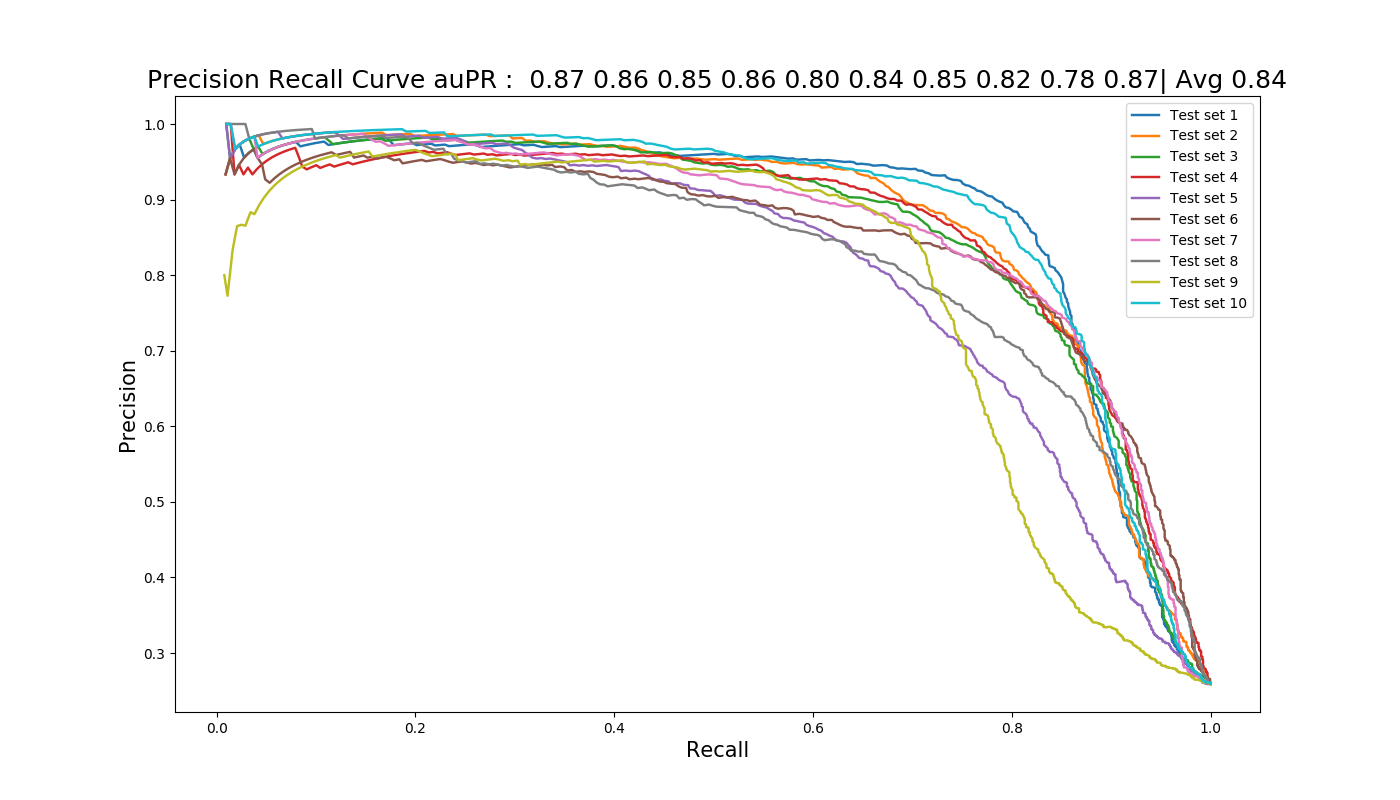 Precision Recall Curve auPR :  0.87 0.86 0.85 0.86 0.80 0.84 0.85 0.82 0.78 0.87| Avg 0.84
Test set 1
Test set 2
Test set 3
Test set 4
Test set 5
Test set 6
Test set 7
Test set 8
Test set 9
Test set 10
Precision
1.0
0.9
0.8
0.7
0.6
0.5
0.4
0.3
0.0 0.2 0.4 0.6 0.8 1.0
Recall